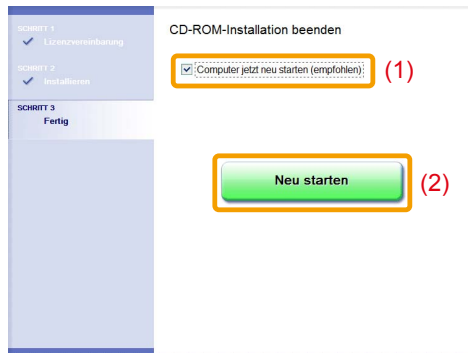 SCHRITT 1
Lizenzvereinbarung
SCHRITT 2
Installieren
SCHRITT 3
Fertig
CD-ROM-Installation beenden
Computer jetzt neu starten (empfohlen)
(1)
Neu starten
(2)